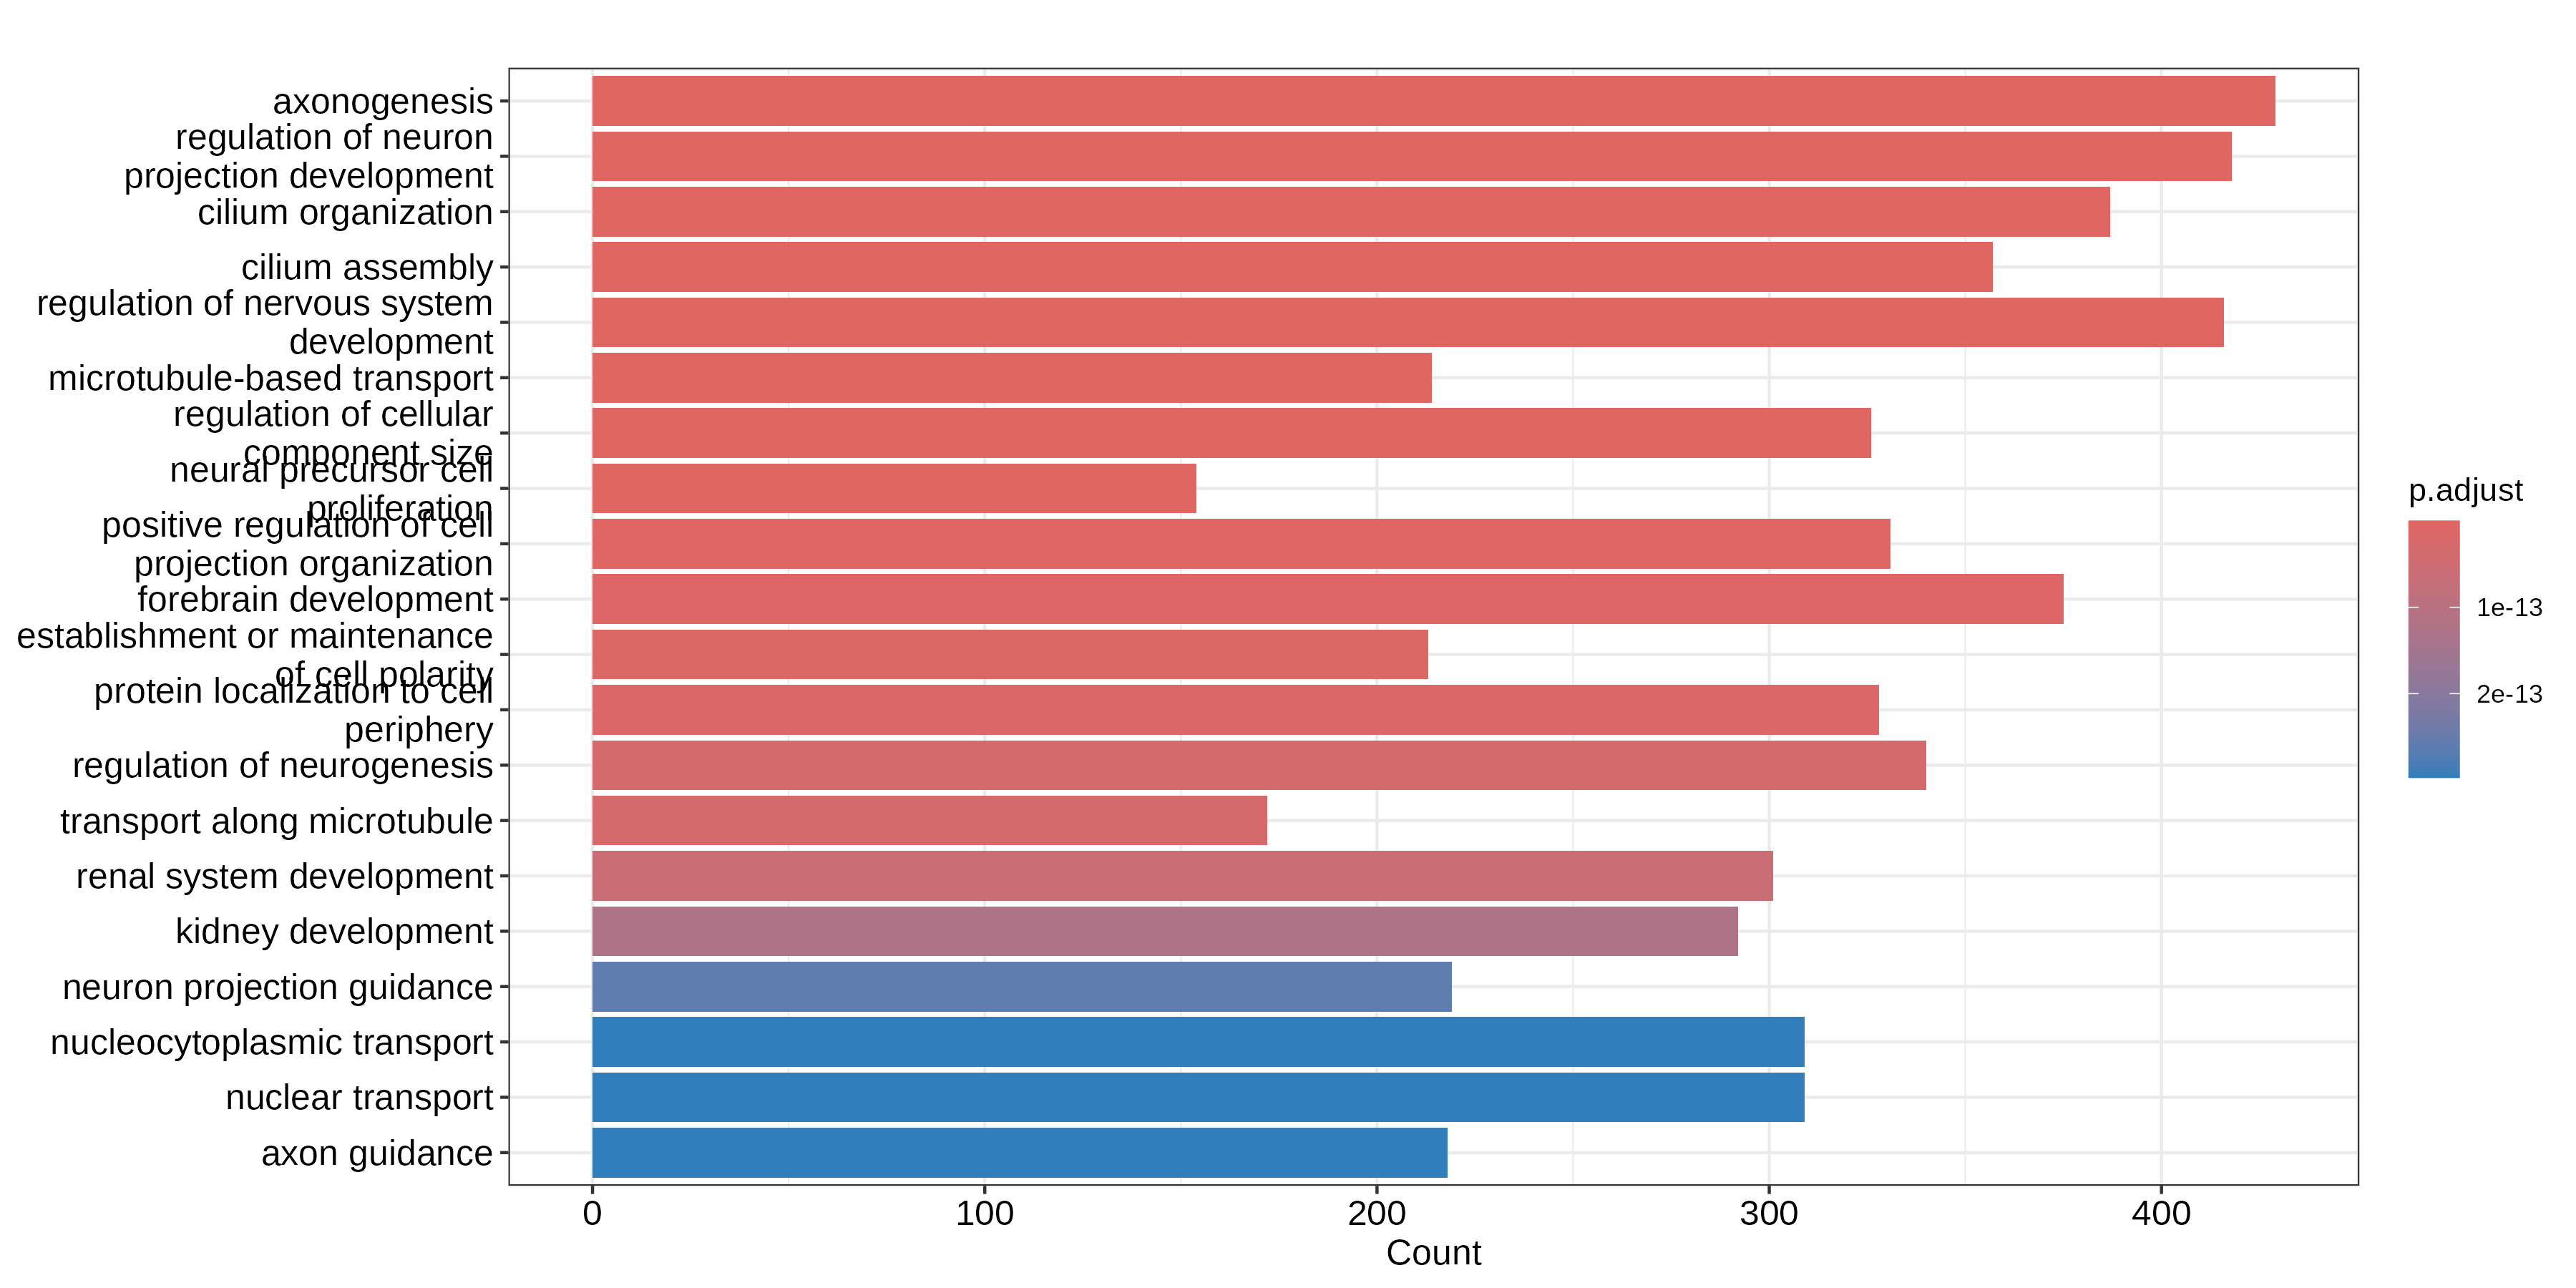 axonogenesis
regulation of neuron
projection development
cilium organization
cilium assembly
regulation of nervous system
development
microtubule-based transport
regulation of cellular
component size
neural precursor cell
proliferation
positive regulation of cell
projection organization
forebrain development
establishment or maintenance
of cell polarity
protein localization to cell
periphery
regulation of neurogenesis
transport along microtubule
renal system development
kidney development
neuron projection guidance
nucleocytoplasmic transport
nuclear transport
axon guidance
0 100 200 300 400
Count
p.adjust
1e-13
2e-13